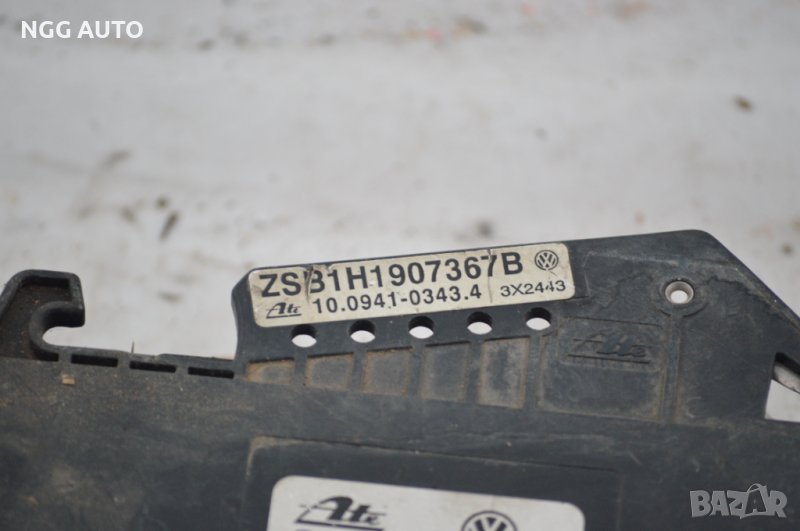 NGG AUTO
ZSB1H1907367B
Ate 10.0941-0343.4 3X2443
Ate
Ate
BAZAR